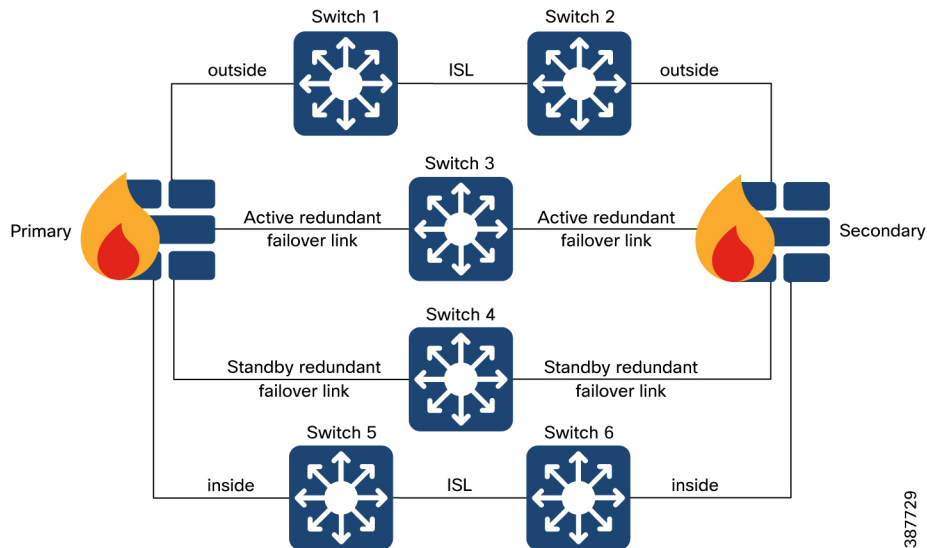 Switch 1
Switch 2
outside
ISL
outside
Switch 3
Primary
Active redundant
failover link
Active redundant
failover link
Secondary
Switch 4
Standby redundant
failover link
Standby redundant
failover link
Switch 5
Switch 6
inside
ISL
inside
387729